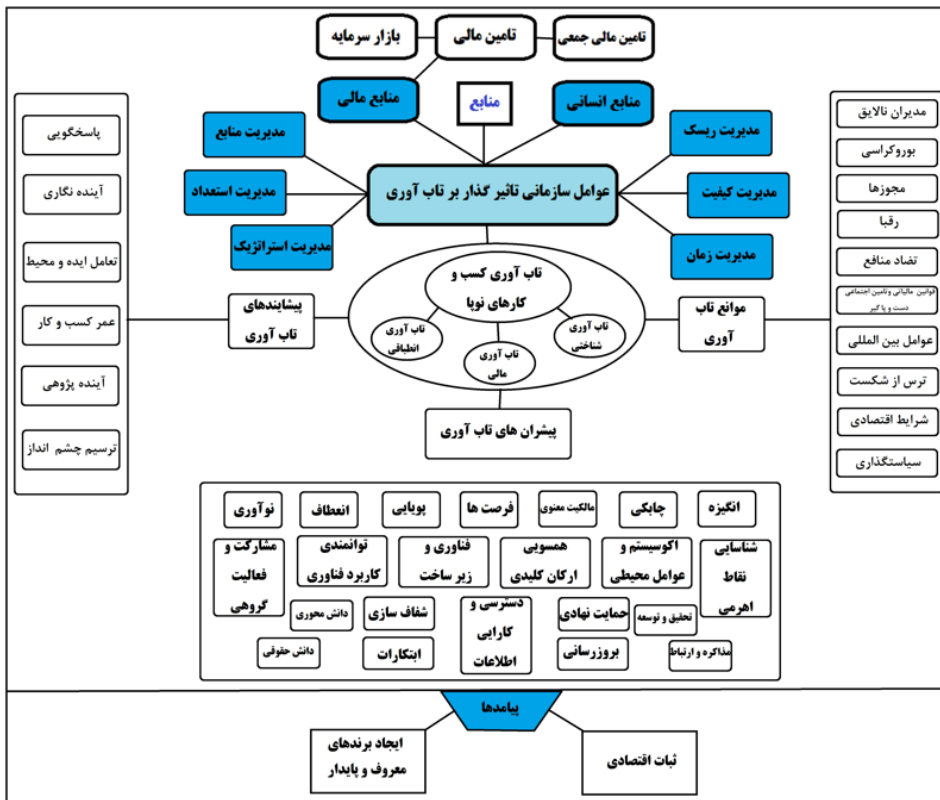 تامین مالی جمعی
تامین مالی
بازار سرمایه
منابع انسانی
منابع
منابع مالی
مدیریت ریسک
مدیریت کیفیت
مدیریت زمان
عوامل سازمانی تاثیر گذار بر تاب آوری
مدیریت منابع
مدیریت استعداد
مدیریت استراتژیک
مدیران نالایق
بوروکراسی
مجوزها
رقبا
تضاد منافع
قوانین مالیاتی وتامین اجتماعی
دست و پا گیر
عوامل بین المللی
ترس از شکست
شرایط اقتصادی
سیاستگذاری
موانع تاب
آوری
تاب آوری کسب و
کارهای نوپا
تاب آوری
شناختی
تاب آوری
مالی
تاب آوری
انطباقی
پیشایندهای
تاب آوری
پاسخگویی
آینده نگاری
تعامل ایده و محیط
عمر کسب و کار
آینده پژوهی
ترسیم چشم انداز
پیشران های تاب آوری
انگیزه
چابکی
مالکیت معنوی
فرصت ها
پویایی
انعطاف
نوآوری
شناسایی
نقاط
اهرمی
اکوسیستم و
عوامل محیطی
همسویی
ارکان کلیدی
فناوری و
زیر ساخت
توانمندی
کاربرد فناوری
مشارکت و
فعالیت
گروهی
تحقیق و توسعه
حمایت نهادی
دسترسی و
کارایی
اطلاعات
شفاف سازی
دانش محوری
مذاکره و ارتباط
بروزرسانی
ابتکارات
دانش حقوقی
پیامدها
ثبات اقتصادی
ایجاد برندهای
معروف و پایدار